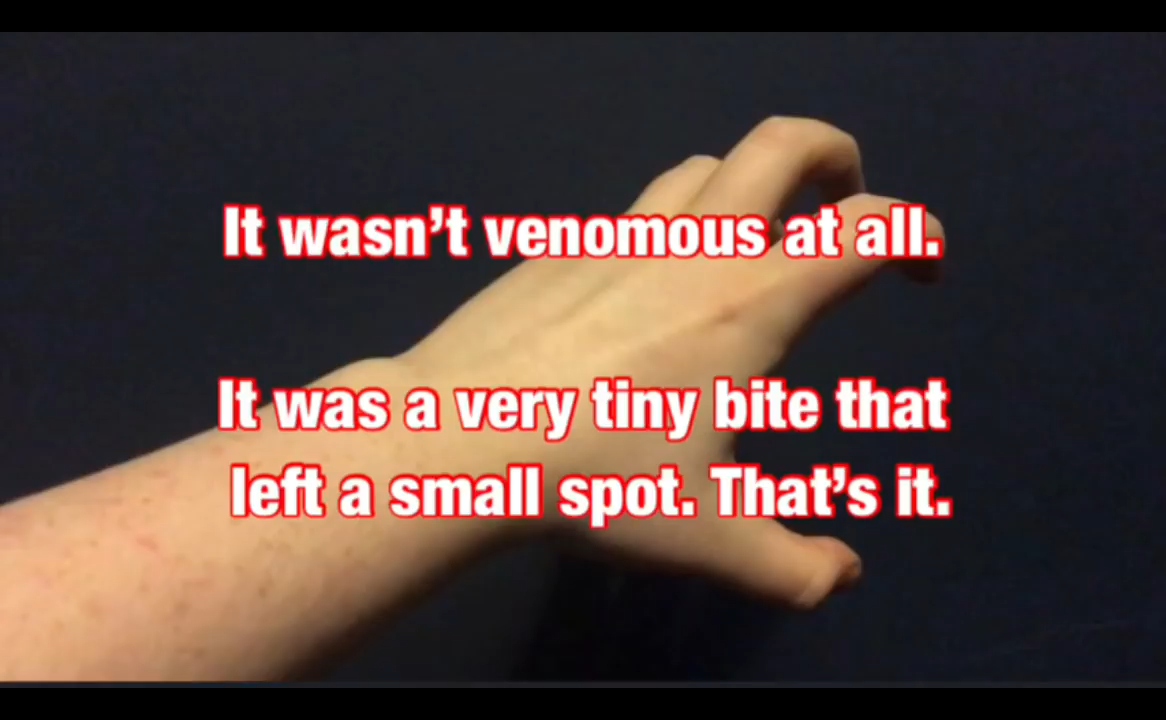 It wasn’t venomous at all.
It was a very tiny bite that
left a small spot. That’s it.